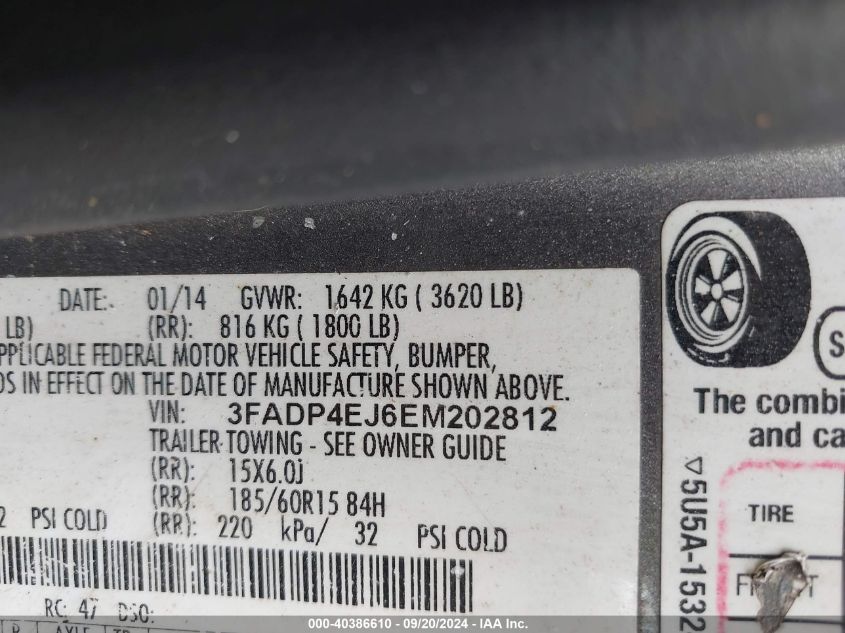 DATE: 01/14 GVWR: 1642 KG ( 3620 LB)
LB) (RR): 816 KG ( 1800 LB)
APPLICABLE FEDERAL MOTOR VEHICLE SAFETY, BUMPER,
DS IN EFFECT ON THE DATE OF MANUFACTURE SHOWN ABOVE.
VIN: 3FADP4EJ6EM202812
TRAILER TOWING - SEE OWNER GUIDE
(RR): 15X6.0J
(RR): 185/60R15 84H
2 PSI COLD (RR): 220 kPa/ 32 PSI COLD
RC: 47 DSO:
R AXLE TR
S
The combi
and ca
▽5U5A-1532
TIRE
000-40386610 - 09/20/2024 - © 2024, IAA Inc.